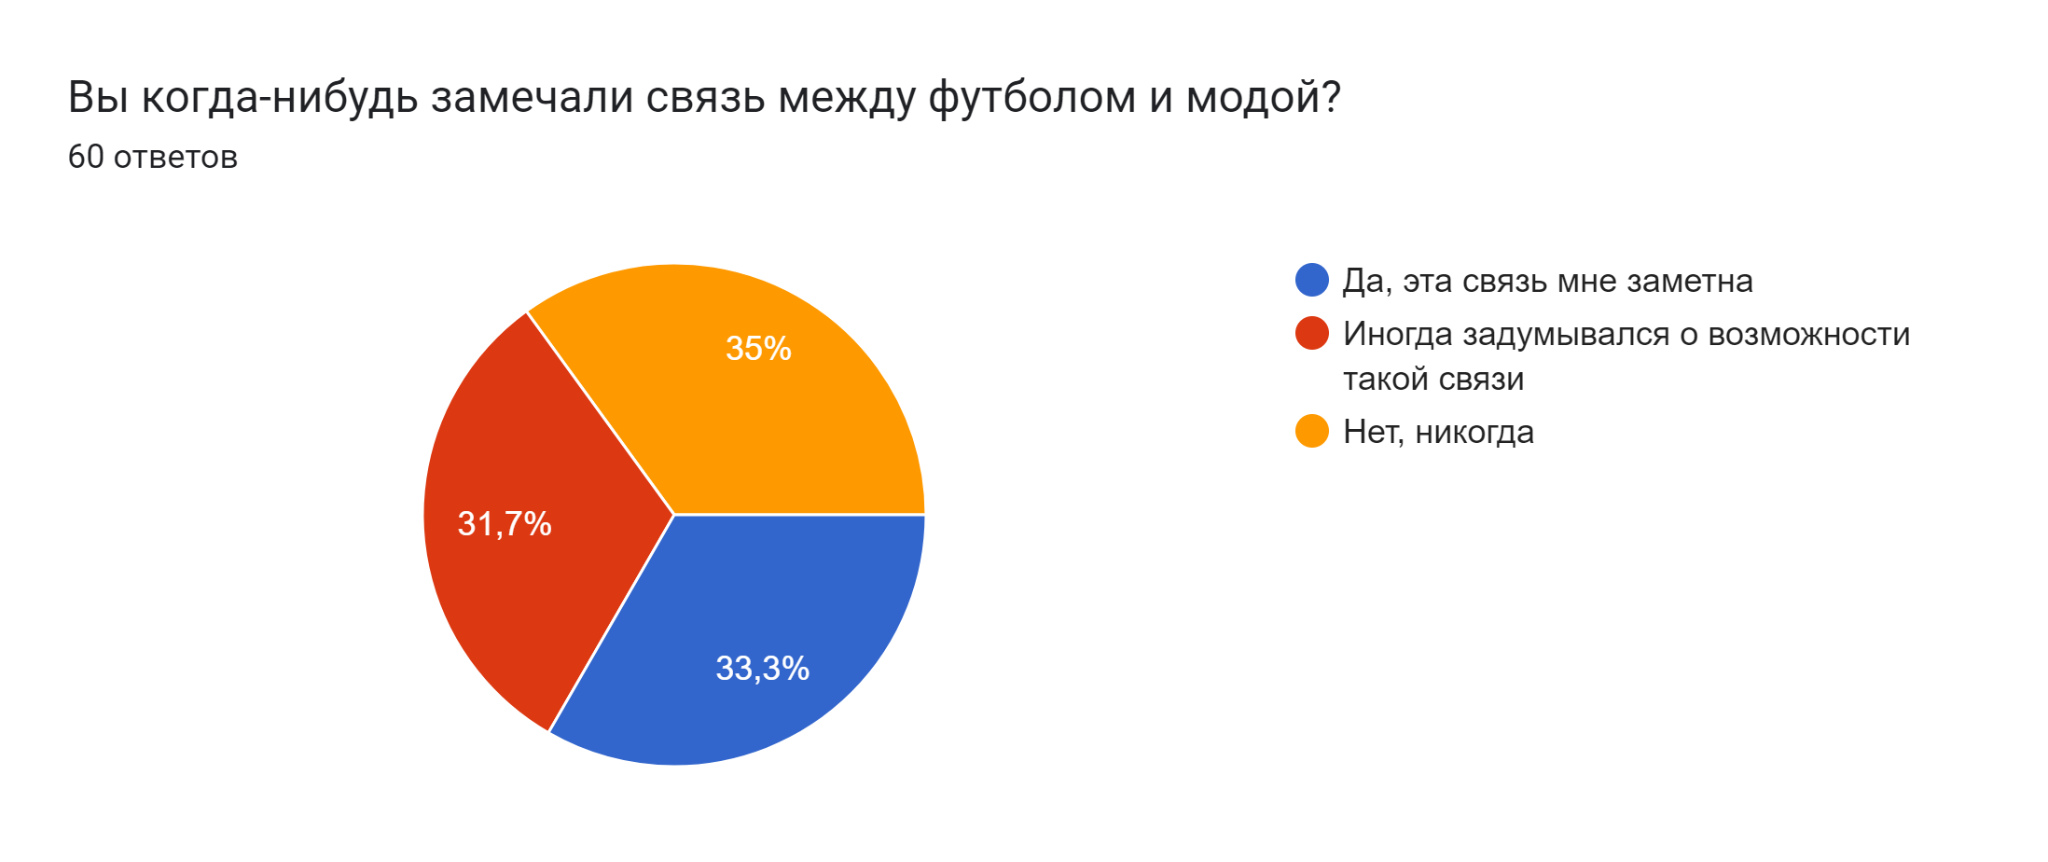 Вы когда-нибудь замечали связь между футболом и модой?
60 ответов
35%
31,7%
33,3%
Да, эта связь мне заметна
Иногда задумывался о возможности
такой связи
Нет, никогда